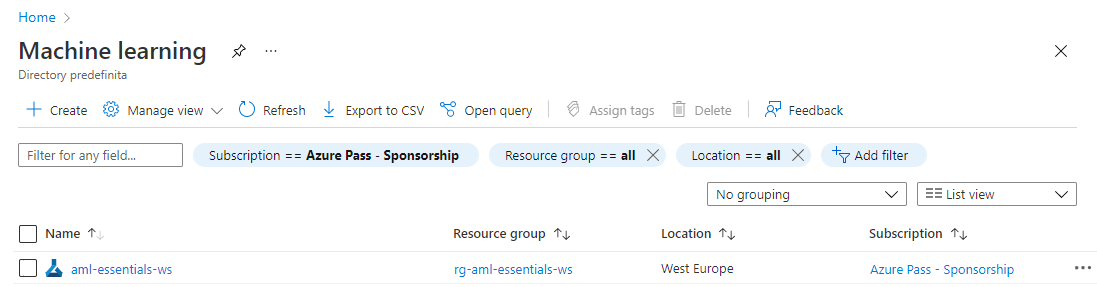 Home
Machine learning
Directory predefinita
Create Manage view Refresh Export to CSV Open query Assign tags Delete Feedback
Filter for any field... Subscription == Azure Pass - Sponsorship Resource group == all Location == all Add filter
No grouping List view
Name Resource group Location Subscription
aml-essentials-ws rg-aml-essentials-ws West Europe Azure Pass - Sponsorship